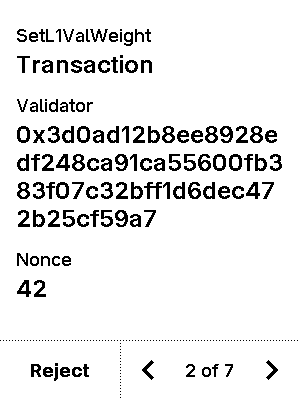 SetL1ValWeight
Transaction
Validator
0x3d0ad12b8ee8928e
df248ca91ca55600fb3
83f07c32bff1d6dec47
2b25cf59a7
Nonce
42
Reject
2 of 7